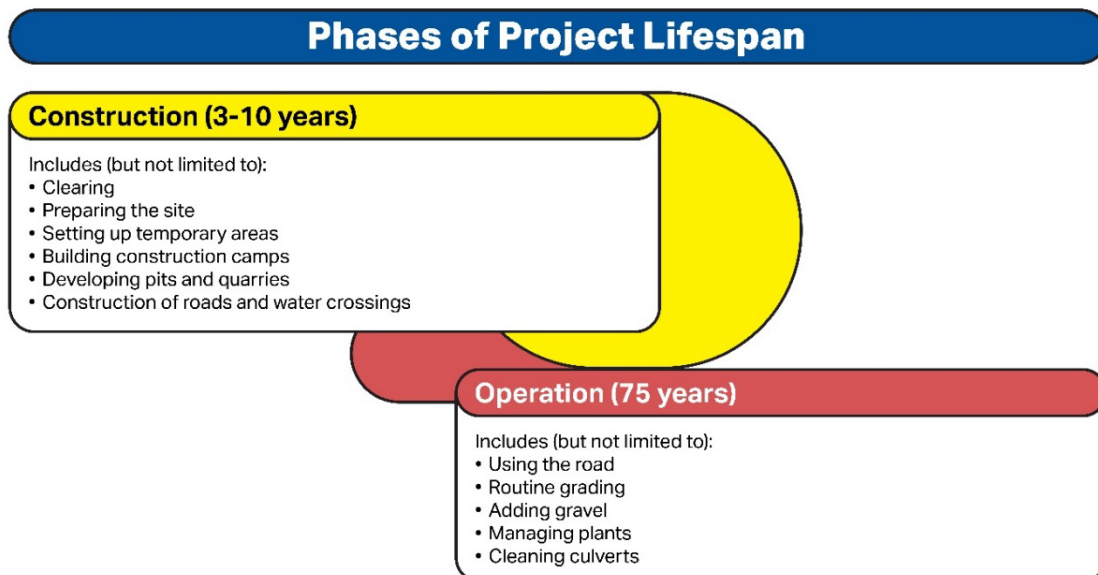 Phases of Project Lifespan
Construction (3-10 years)
Includes (but not limited to):
• Clearing
• Preparing the site
• Setting up temporary areas
• Building construction camps
• Developing pits and quarries
• Construction of roads and water crossings
Operation (75 years)
Includes (but not limited to):
• Using the road
• Routine grading
• Adding gravel
• Managing plants
• Cleaning culverts